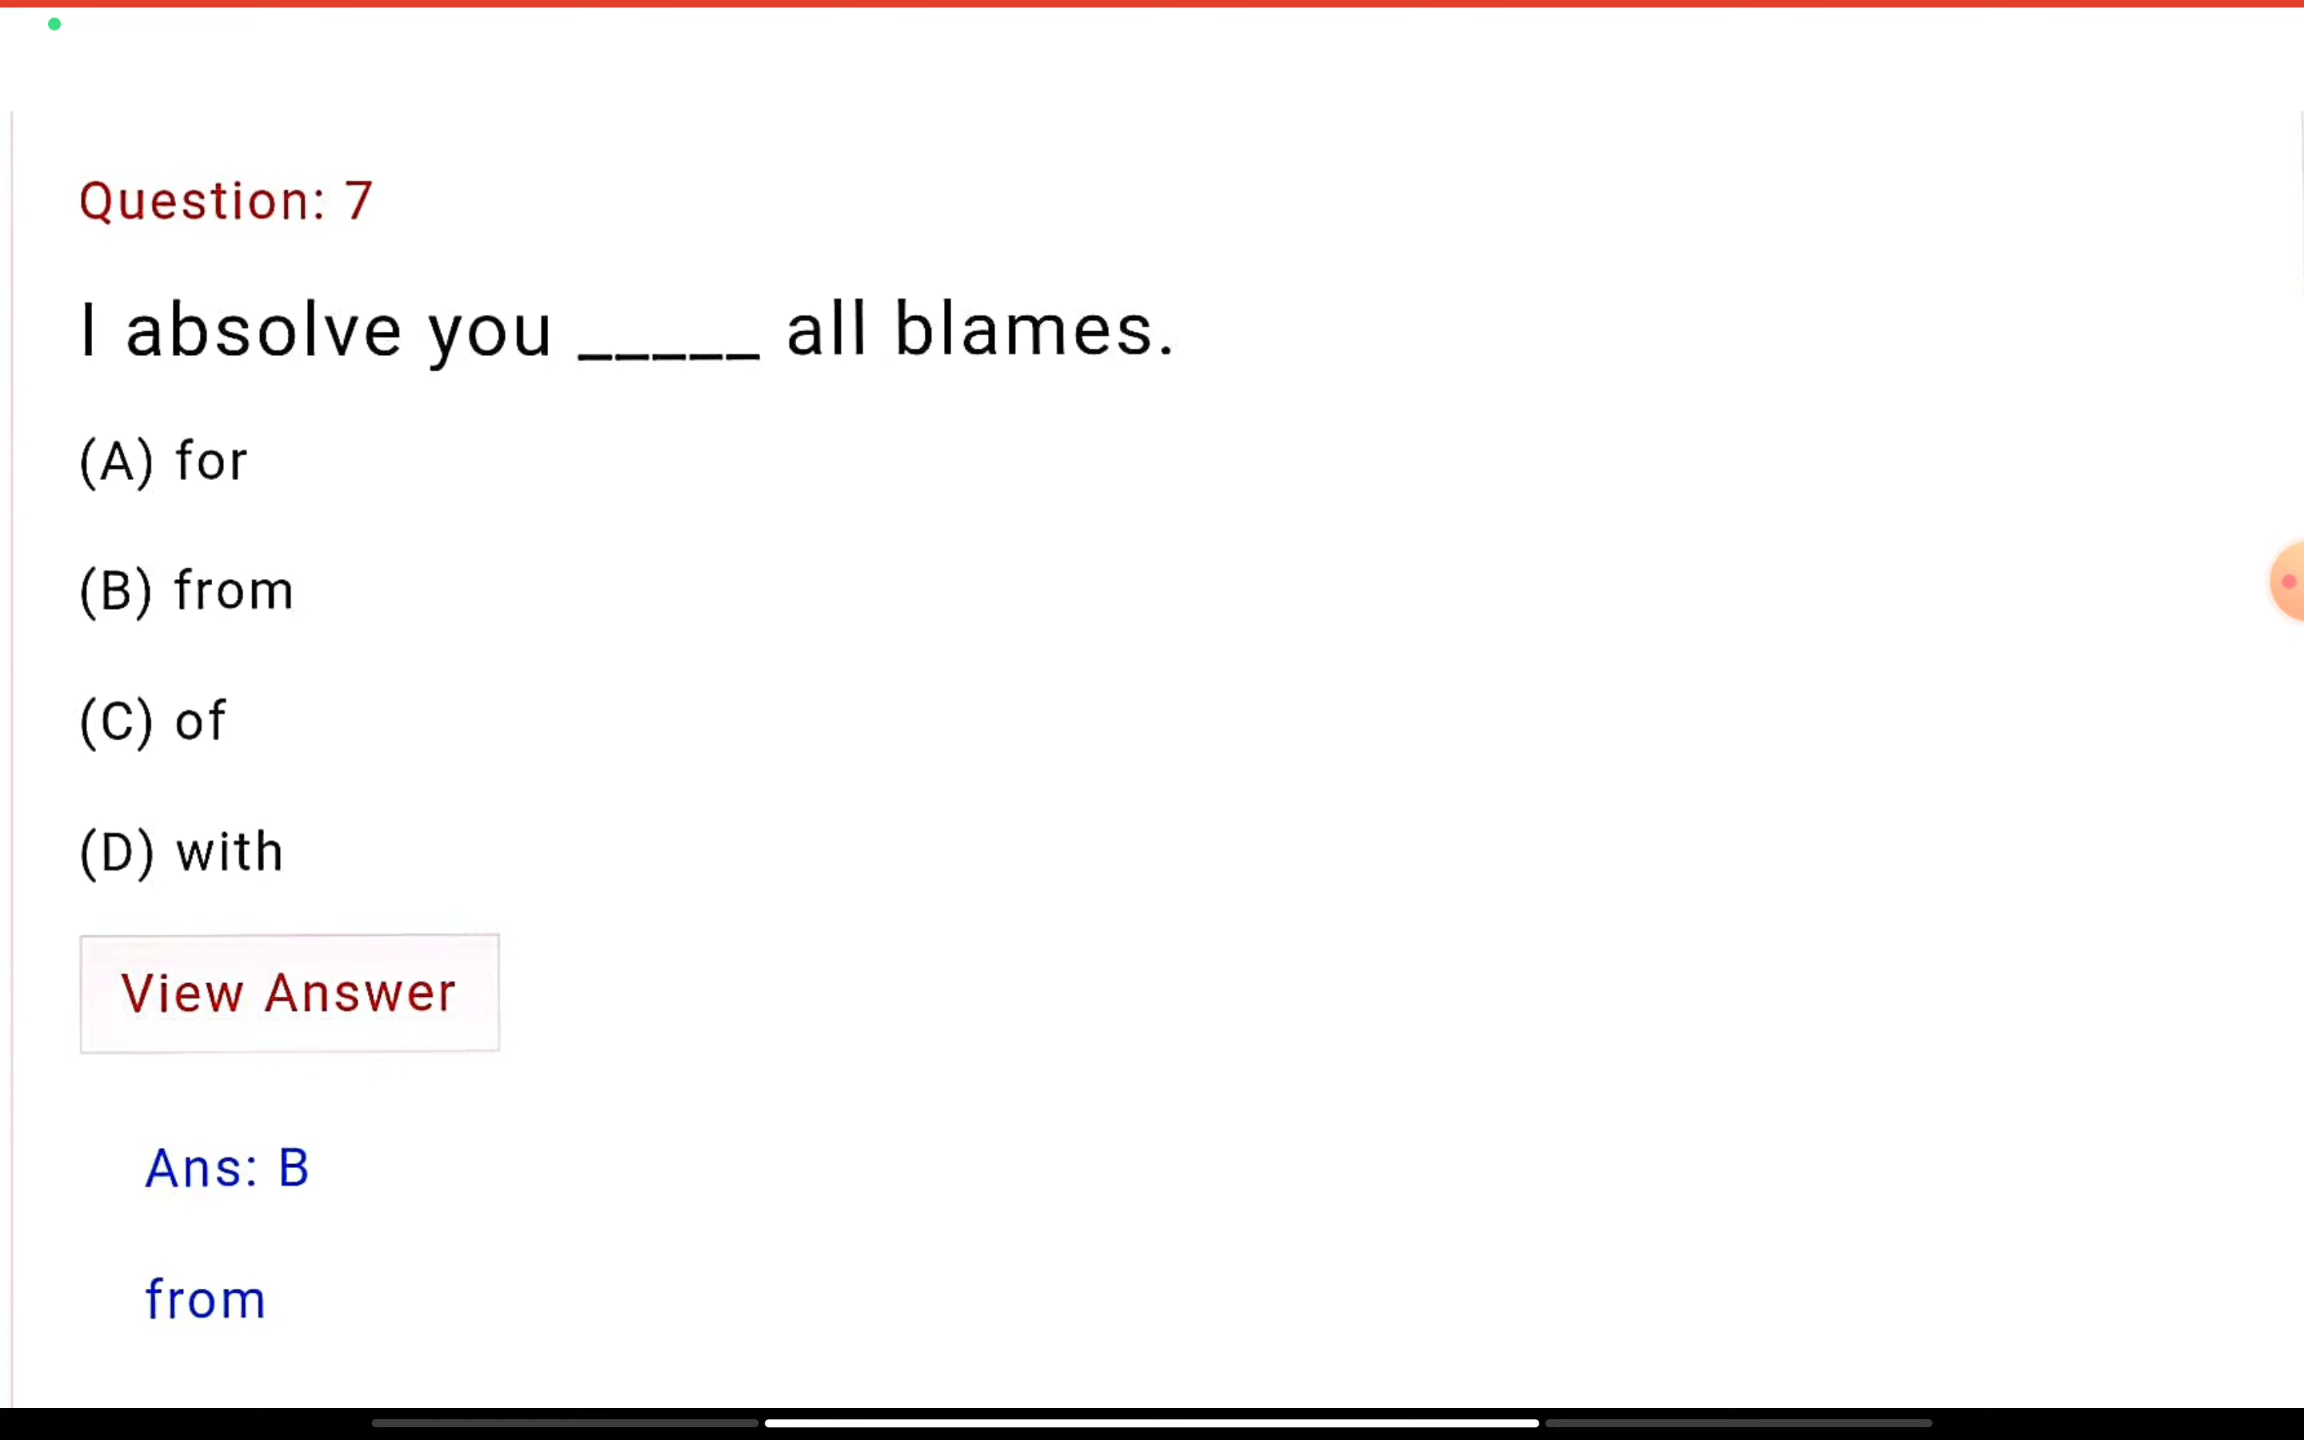 Question: 7
I absolve you _____ all blames.
(A) for
(B) from
(C) of
(D) with
View Answer
Ans: B
from